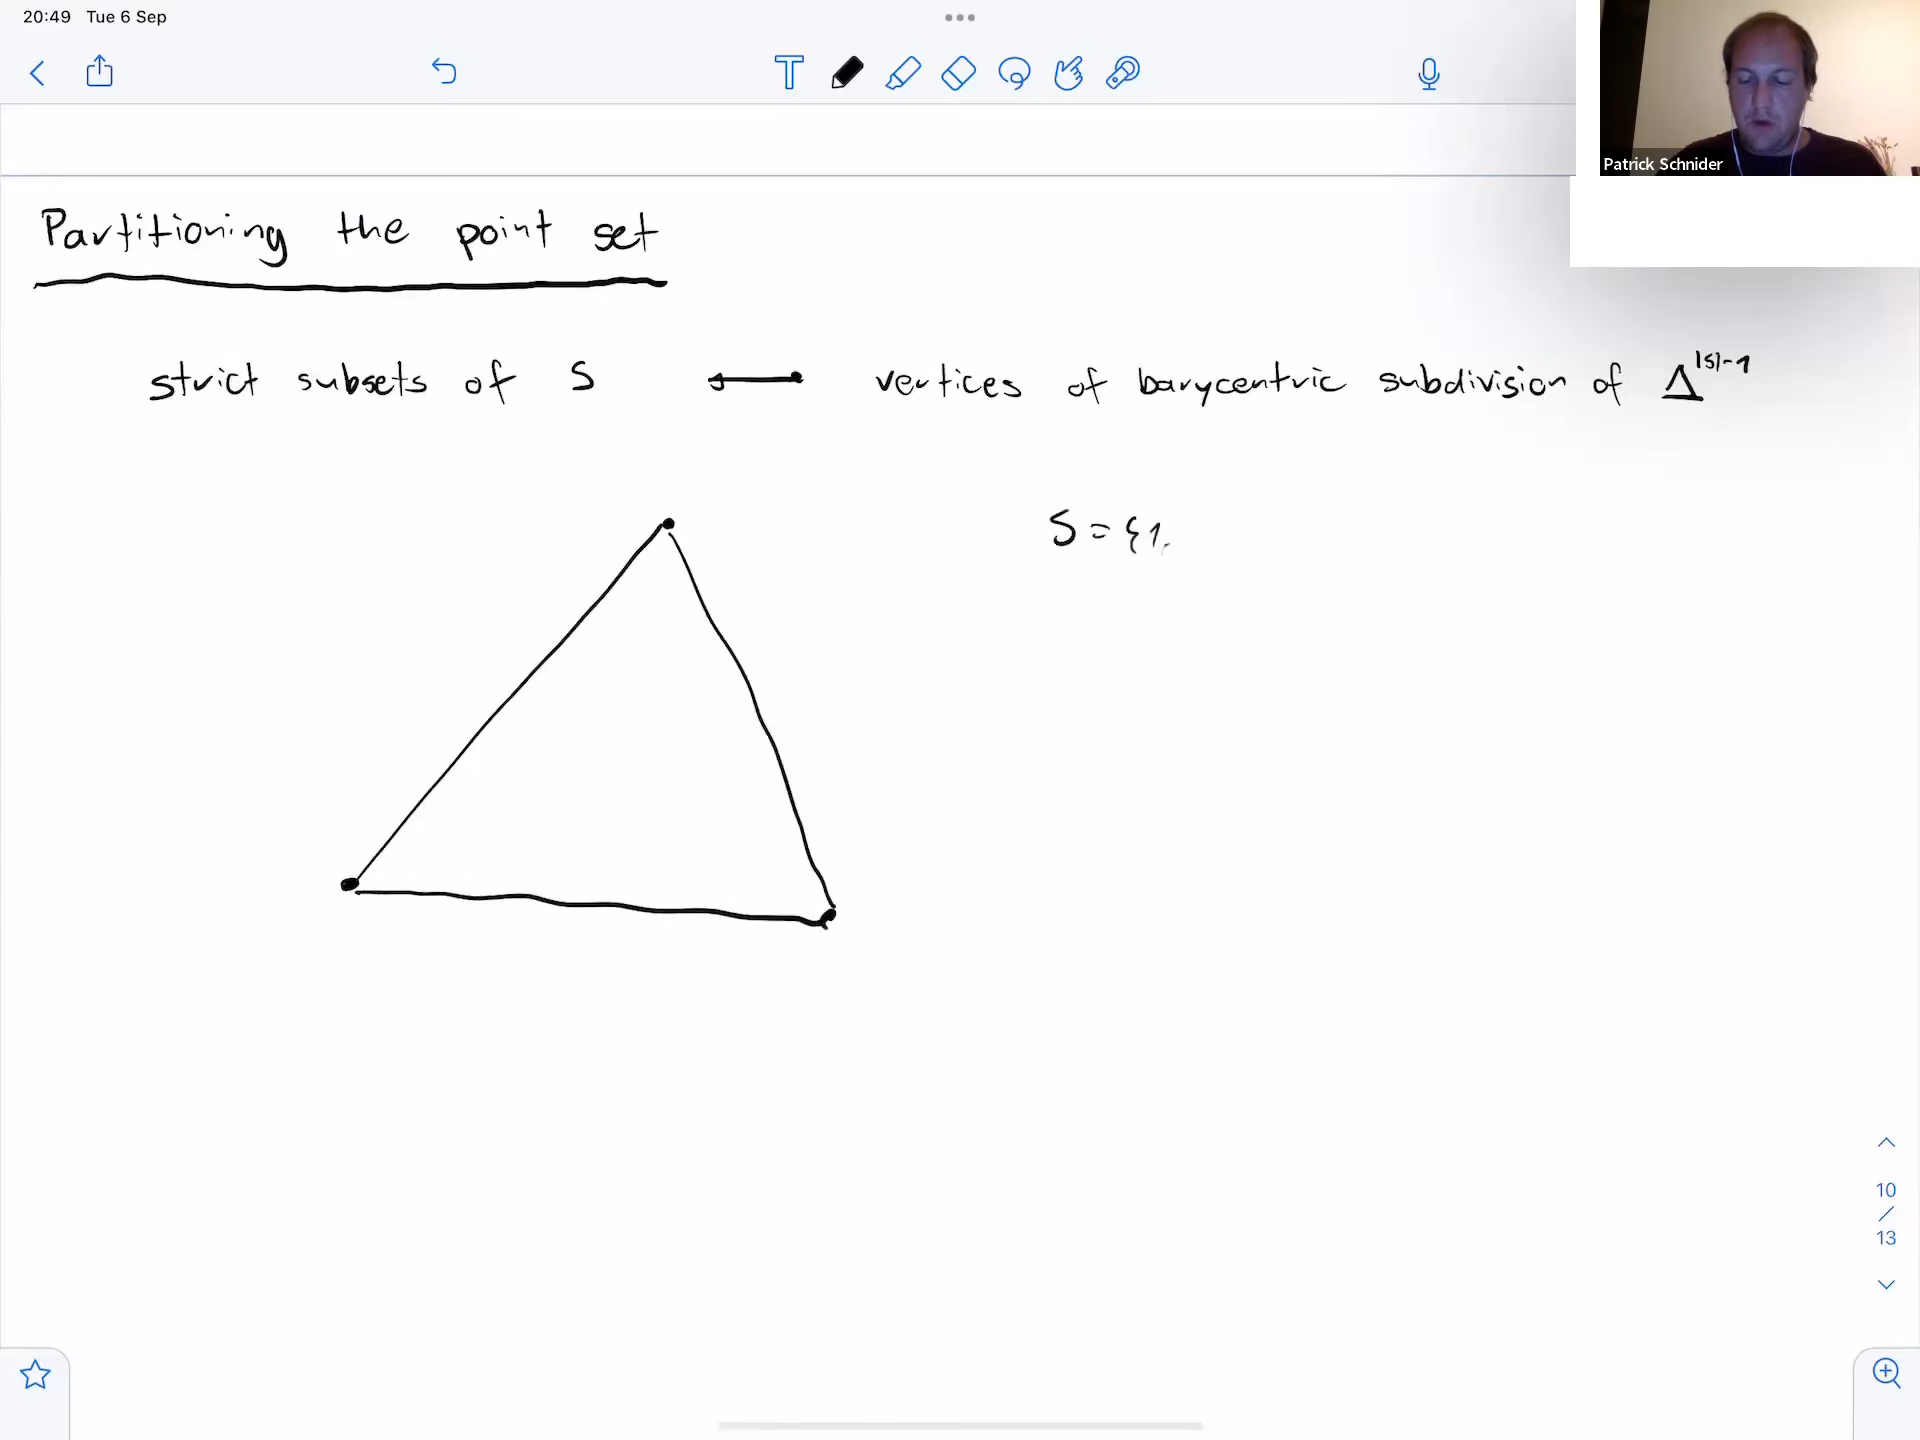 20:49 Tue 6 Sep
Patrick Schnider
Partitioning the point set
strict subsets of S ⟷ vertices of barycentric subdivision of Δ^{|S|-1}
S = {1,
10
/
13